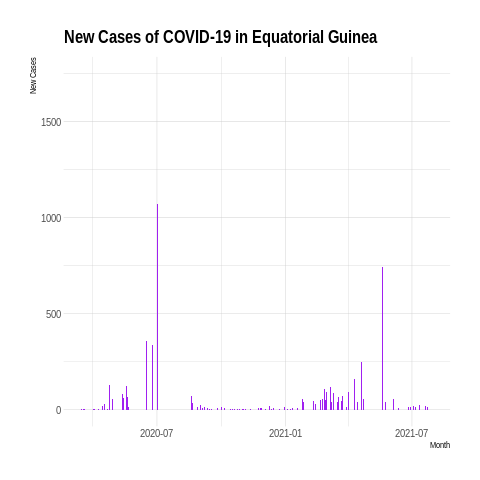 New Cases of COVID-19 in Equatorial Guinea
New Cases
1500
1000
500
0
2020-07
2021-01
2021-07
Month